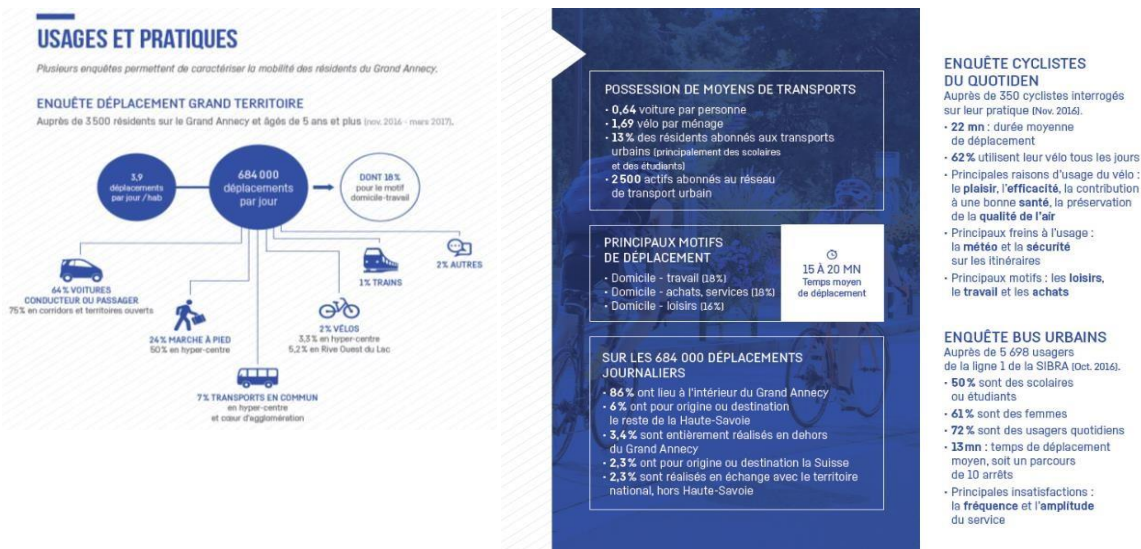 USAGES ET PRATIQUES
Plusieurs enquêtes permettent de caractériser la mobilité des résidents du Grand Annecy.
ENQUÊTE DÉPLACEMENT GRAND TERRITOIRE
Auprès de 3500 résidents sur le Grand Annecy et âgés de 5 ans et plus (nov. 2016 - mars 2017).
3,9
déplacements
par jour / hab
684 000
déplacements
par jour
DONT 18%
pour le motif
domicile-travail
64% VOITURES
CONDUCTEUR OU PASSAGER
75% en corridors et territoires ouverts
24% MARCHE À PIED
50% en hyper-centre
7% TRANSPORTS EN COMMUN
en hyper-centre
et cœur d'agglomération
2% VÉLOS
3,3% en hyper-centre
5,2% en Rive Ouest du Lac
1% TRAINS
2% AUTRES
POSSESSION DE MOYENS DE TRANSPORTS
• 0,64 voiture par personne
• 1,69 vélo par ménage
• 13% des résidents abonnés aux transports
urbains (principalement des scolaires
et des étudiants)
• 2 500 actifs abonnés au réseau
de transport urbain
PRINCIPAUX MOTIFS
DE DÉPLACEMENT
• Domicile - travail (18%)
• Domicile - achats, services (18%)
• Domicile - loisirs (16%)
15 À 20 MN
Temps moyen
de déplacement
SUR LES 684 000 DÉPLACEMENTS
JOURNALIERS
• 86% ont lieu à l'intérieur du Grand Annecy
• 6% ont pour origine ou destination
le reste de la Haute-Savoie
• 3,4% sont entièrement réalisés en dehors
du Grand Annecy
• 2,3% ont pour origine ou destination la Suisse
• 2,3% sont réalisés en échange avec le territoire
national, hors Haute-Savoie
ENQUÊTE CYCLISTES
DU QUOTIDEN
Auprès de 350 cyclistes interrogés
sur leur pratique (Nov. 2016).
• 22 mn : durée moyenne
de déplacement
• 62% utilisent leur vélo tous les jours
• Principales raisons d'usage du vélo :
le plaisir, l'efficacité, la contribution
à une bonne santé, la préservation
de la qualité de l'air
• Principaux freins à l'usage :
la météo et la sécurité
sur les itinéraires
• Principaux motifs : les loisirs,
le travail et les achats
ENQUÊTE BUS URBAINS
Auprès de 5 698 usagers
de la ligne 1 de la SIBRA (Oct. 2016).
• 50% sont des scolaires
ou étudiants
• 61% sont des femmes
• 72% sont des usagers quotidiens
• 13mn : temps de déplacement
moyen, soit un parcours
de 10 arrêts
• Principales insatisfactions :
la fréquence et l'amplitude
du service